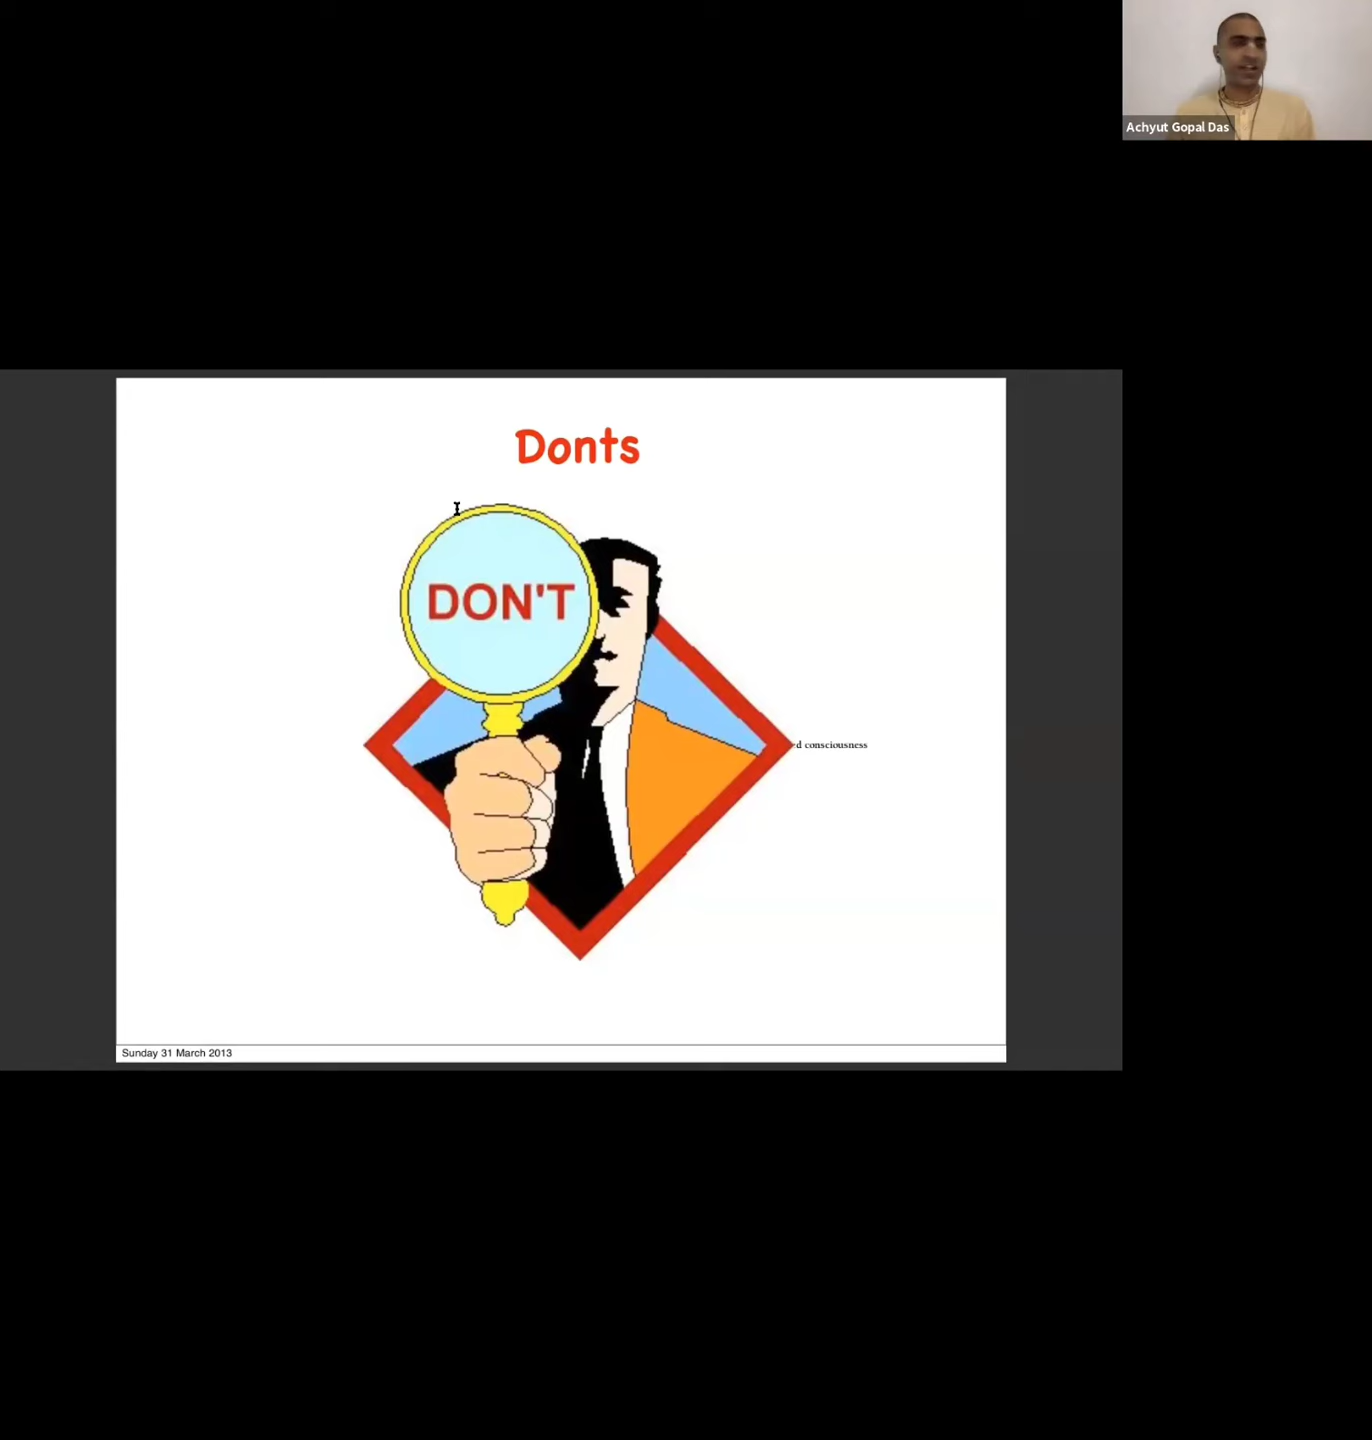 Achyut Gopal Das
Donts
DON'T
consciousness
Sunday 31 March 2013